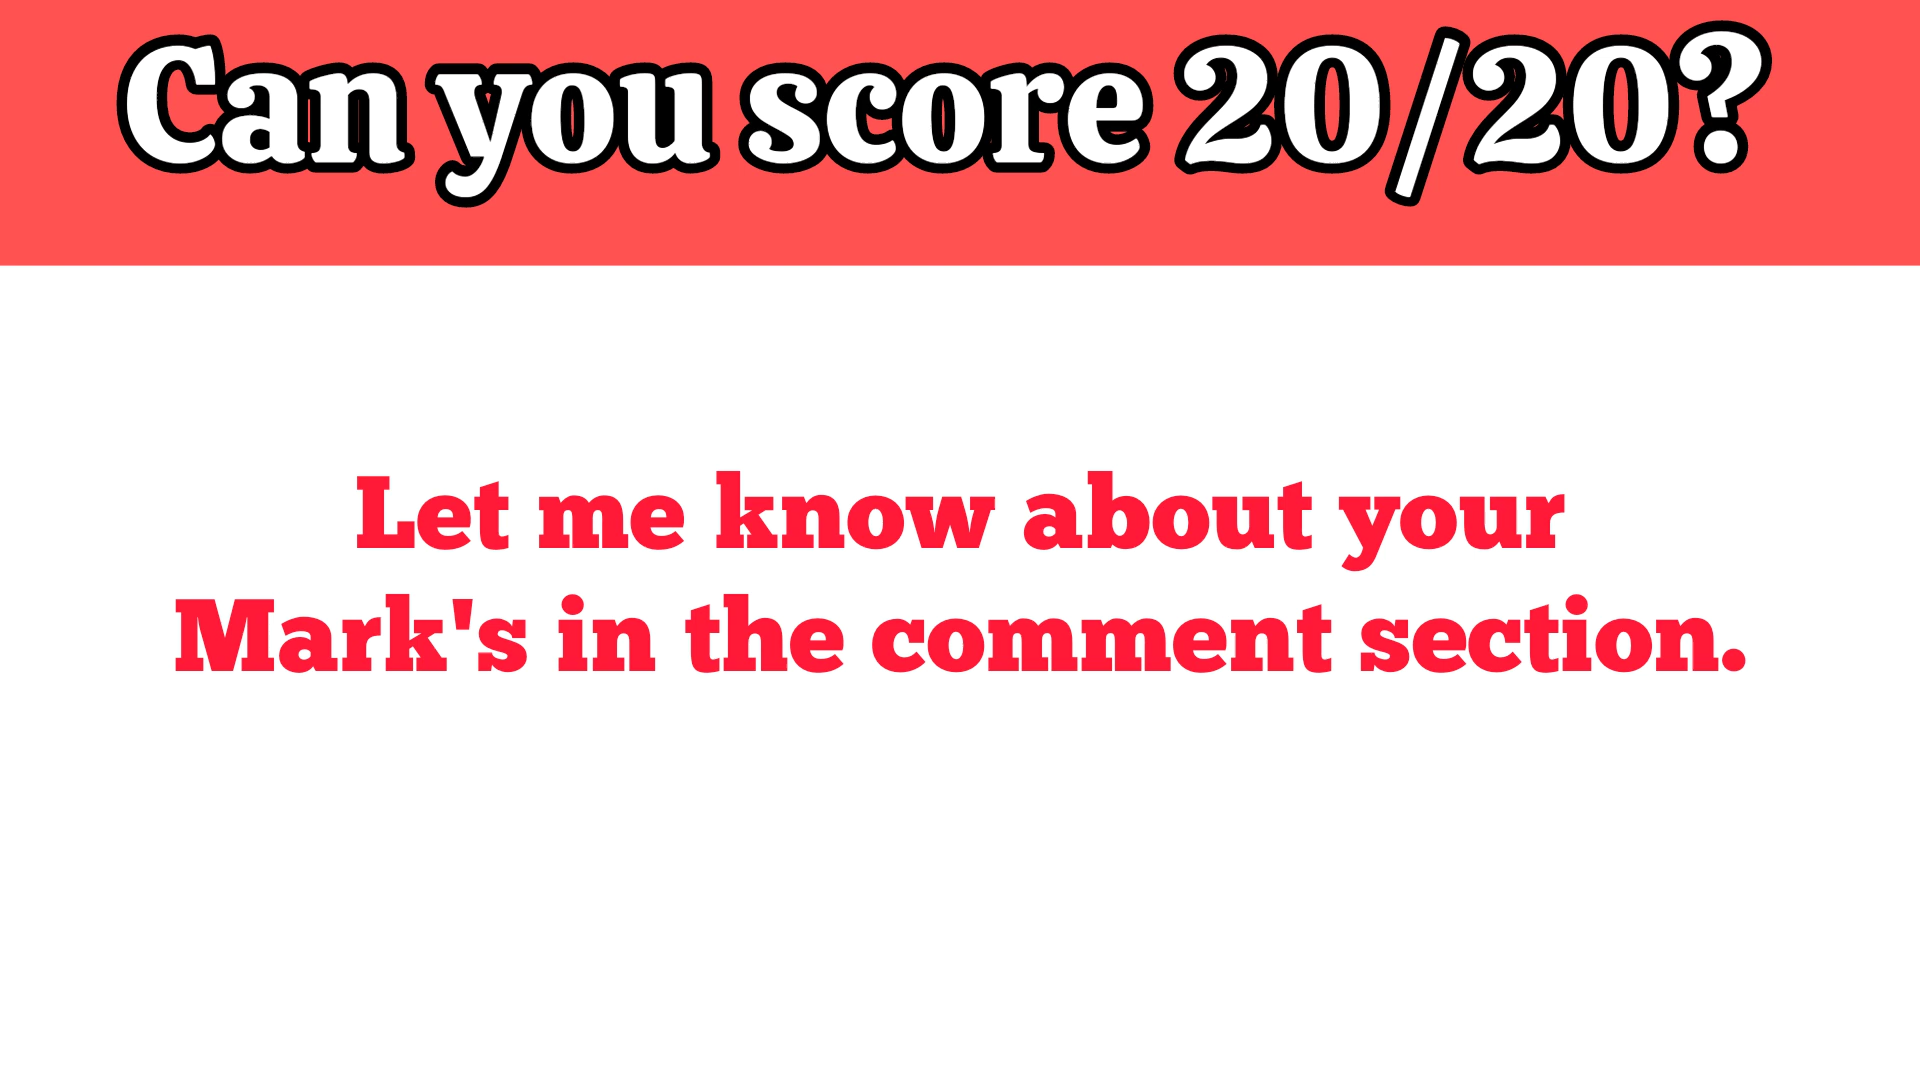 Can you score 20/20?
Let me know about your
Mark's in the comment section.